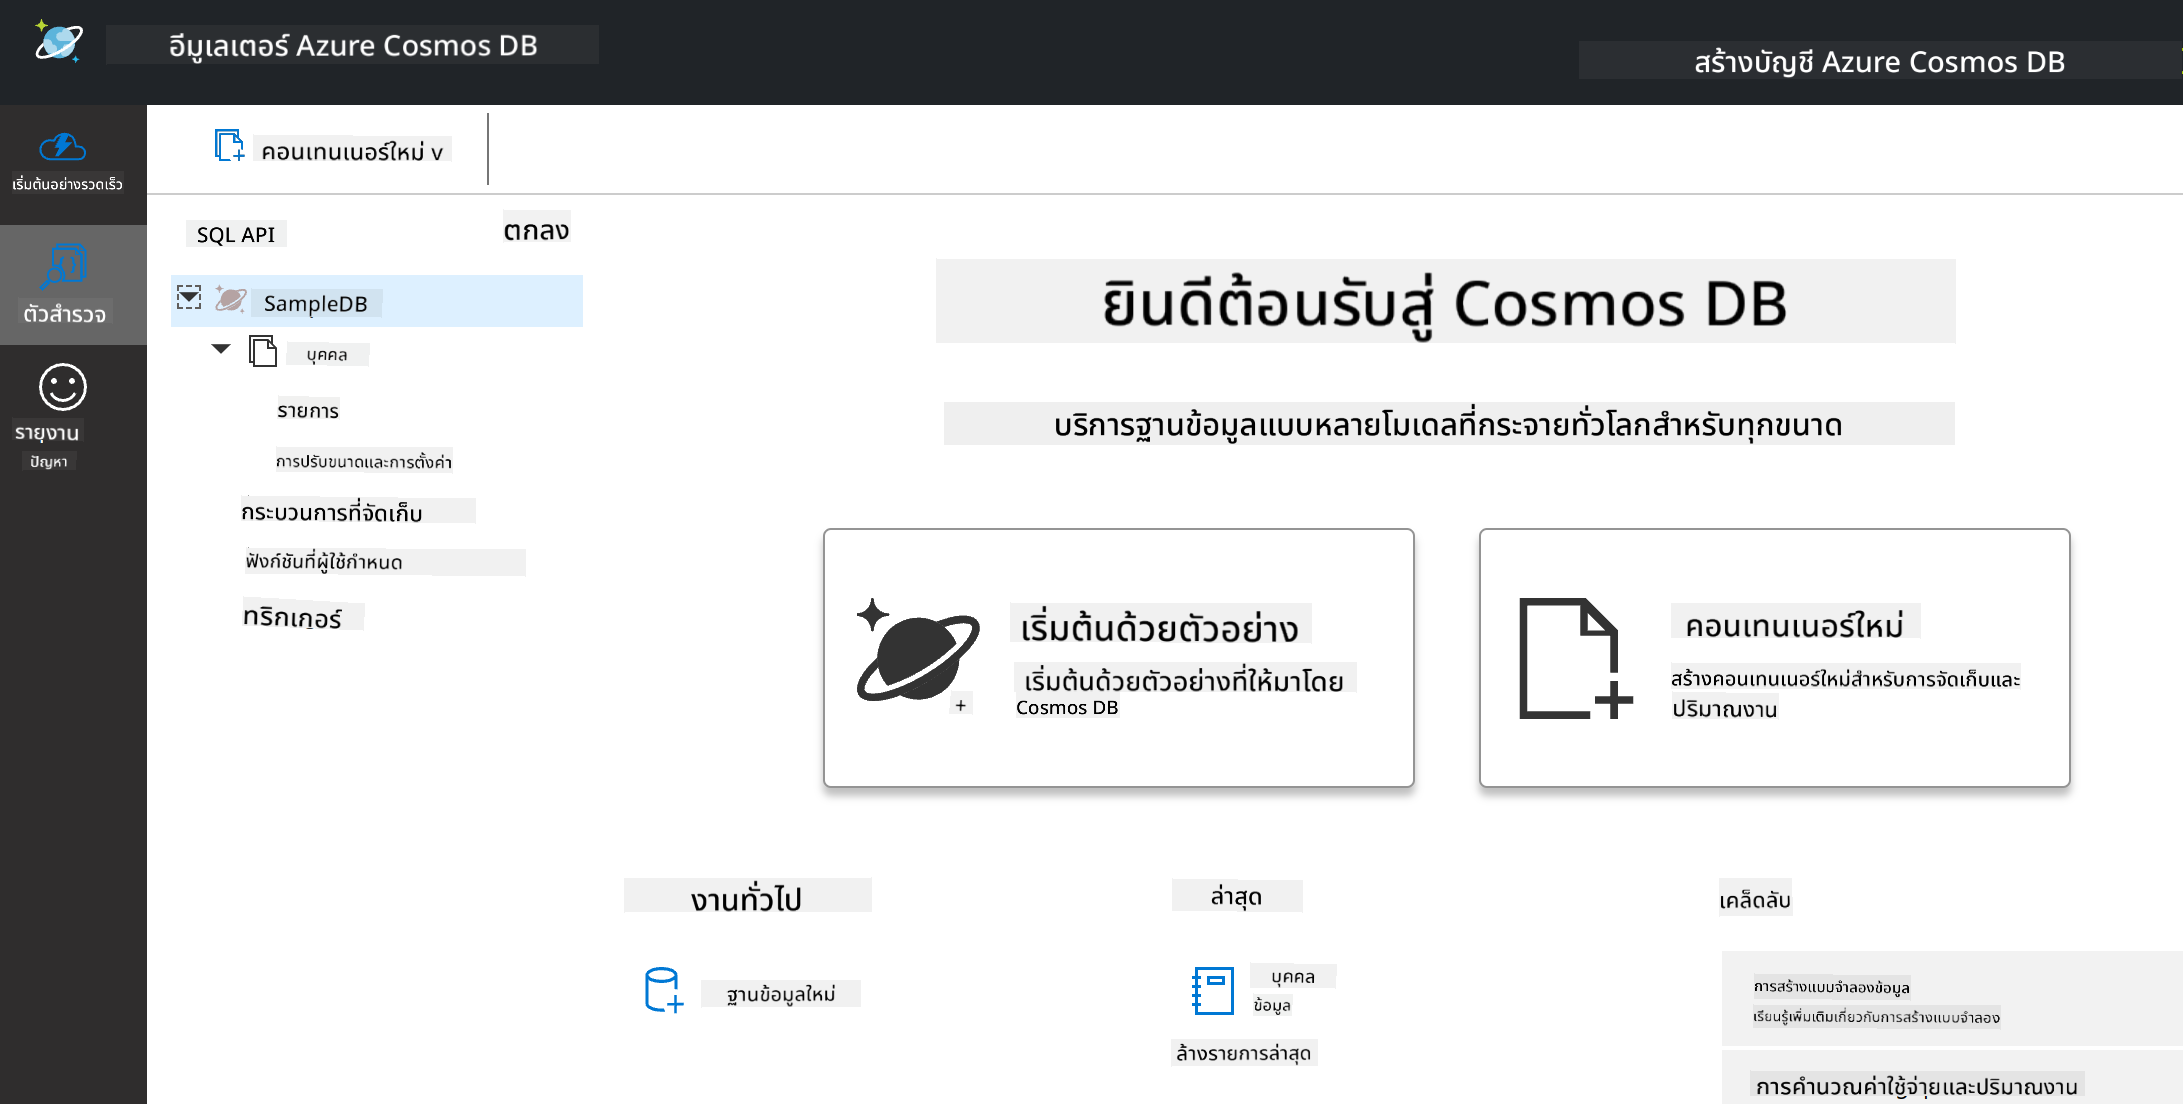 อีมูเลเตอร์ Azure Cosmos DB
สร้างบัญชี Azure Cosmos DB
เริ่มต้นอย่างรวดเร็ว
ตัวสำรวจ
รายงาน
ปัญหา
คอนเทนเนอร์ใหม่ v
SQL API
ตกลง
SampleDB
บุคคล
รายการ
การปรับขนาดและการตั้งค่า
กระบวนการที่จัดเก็บ
ฟังก์ชันที่ผู้ใช้กำหนด
ทริกเกอร์
ยินดีต้อนรับสู่ Cosmos DB
บริการฐานข้อมูลแบบหลายโมเดลที่กระจายทั่วโลกสำหรับทุกขนาด
เริ่มต้นด้วยตัวอย่าง
เริ่มต้นด้วยตัวอย่างที่ให้มาโดย
Cosmos DB
+
คอนเทนเนอร์ใหม่
สร้างคอนเทนเนอร์ใหม่สำหรับการจัดเก็บและ
ปริมาณงาน
งานทั่วไป
ฐานข้อมูลใหม่
ล่าสุด
บุคคล
ข้อมูล
ล้างรายการล่าสุด
เคล็ดลับ
การสร้างแบบจำลองข้อมูล
เรียนรู้เพิ่มเติมเกี่ยวกับการสร้างแบบจำลอง
การคำนวณค่าใช้จ่ายและปริมาณงาน